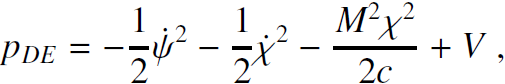 $p_{DE} = -\frac{1}{2}\dot{\psi}^2 - \frac{1}{2}\dot{\chi}^2 - \frac{M^2\chi^2}{2c} + V\ ,$